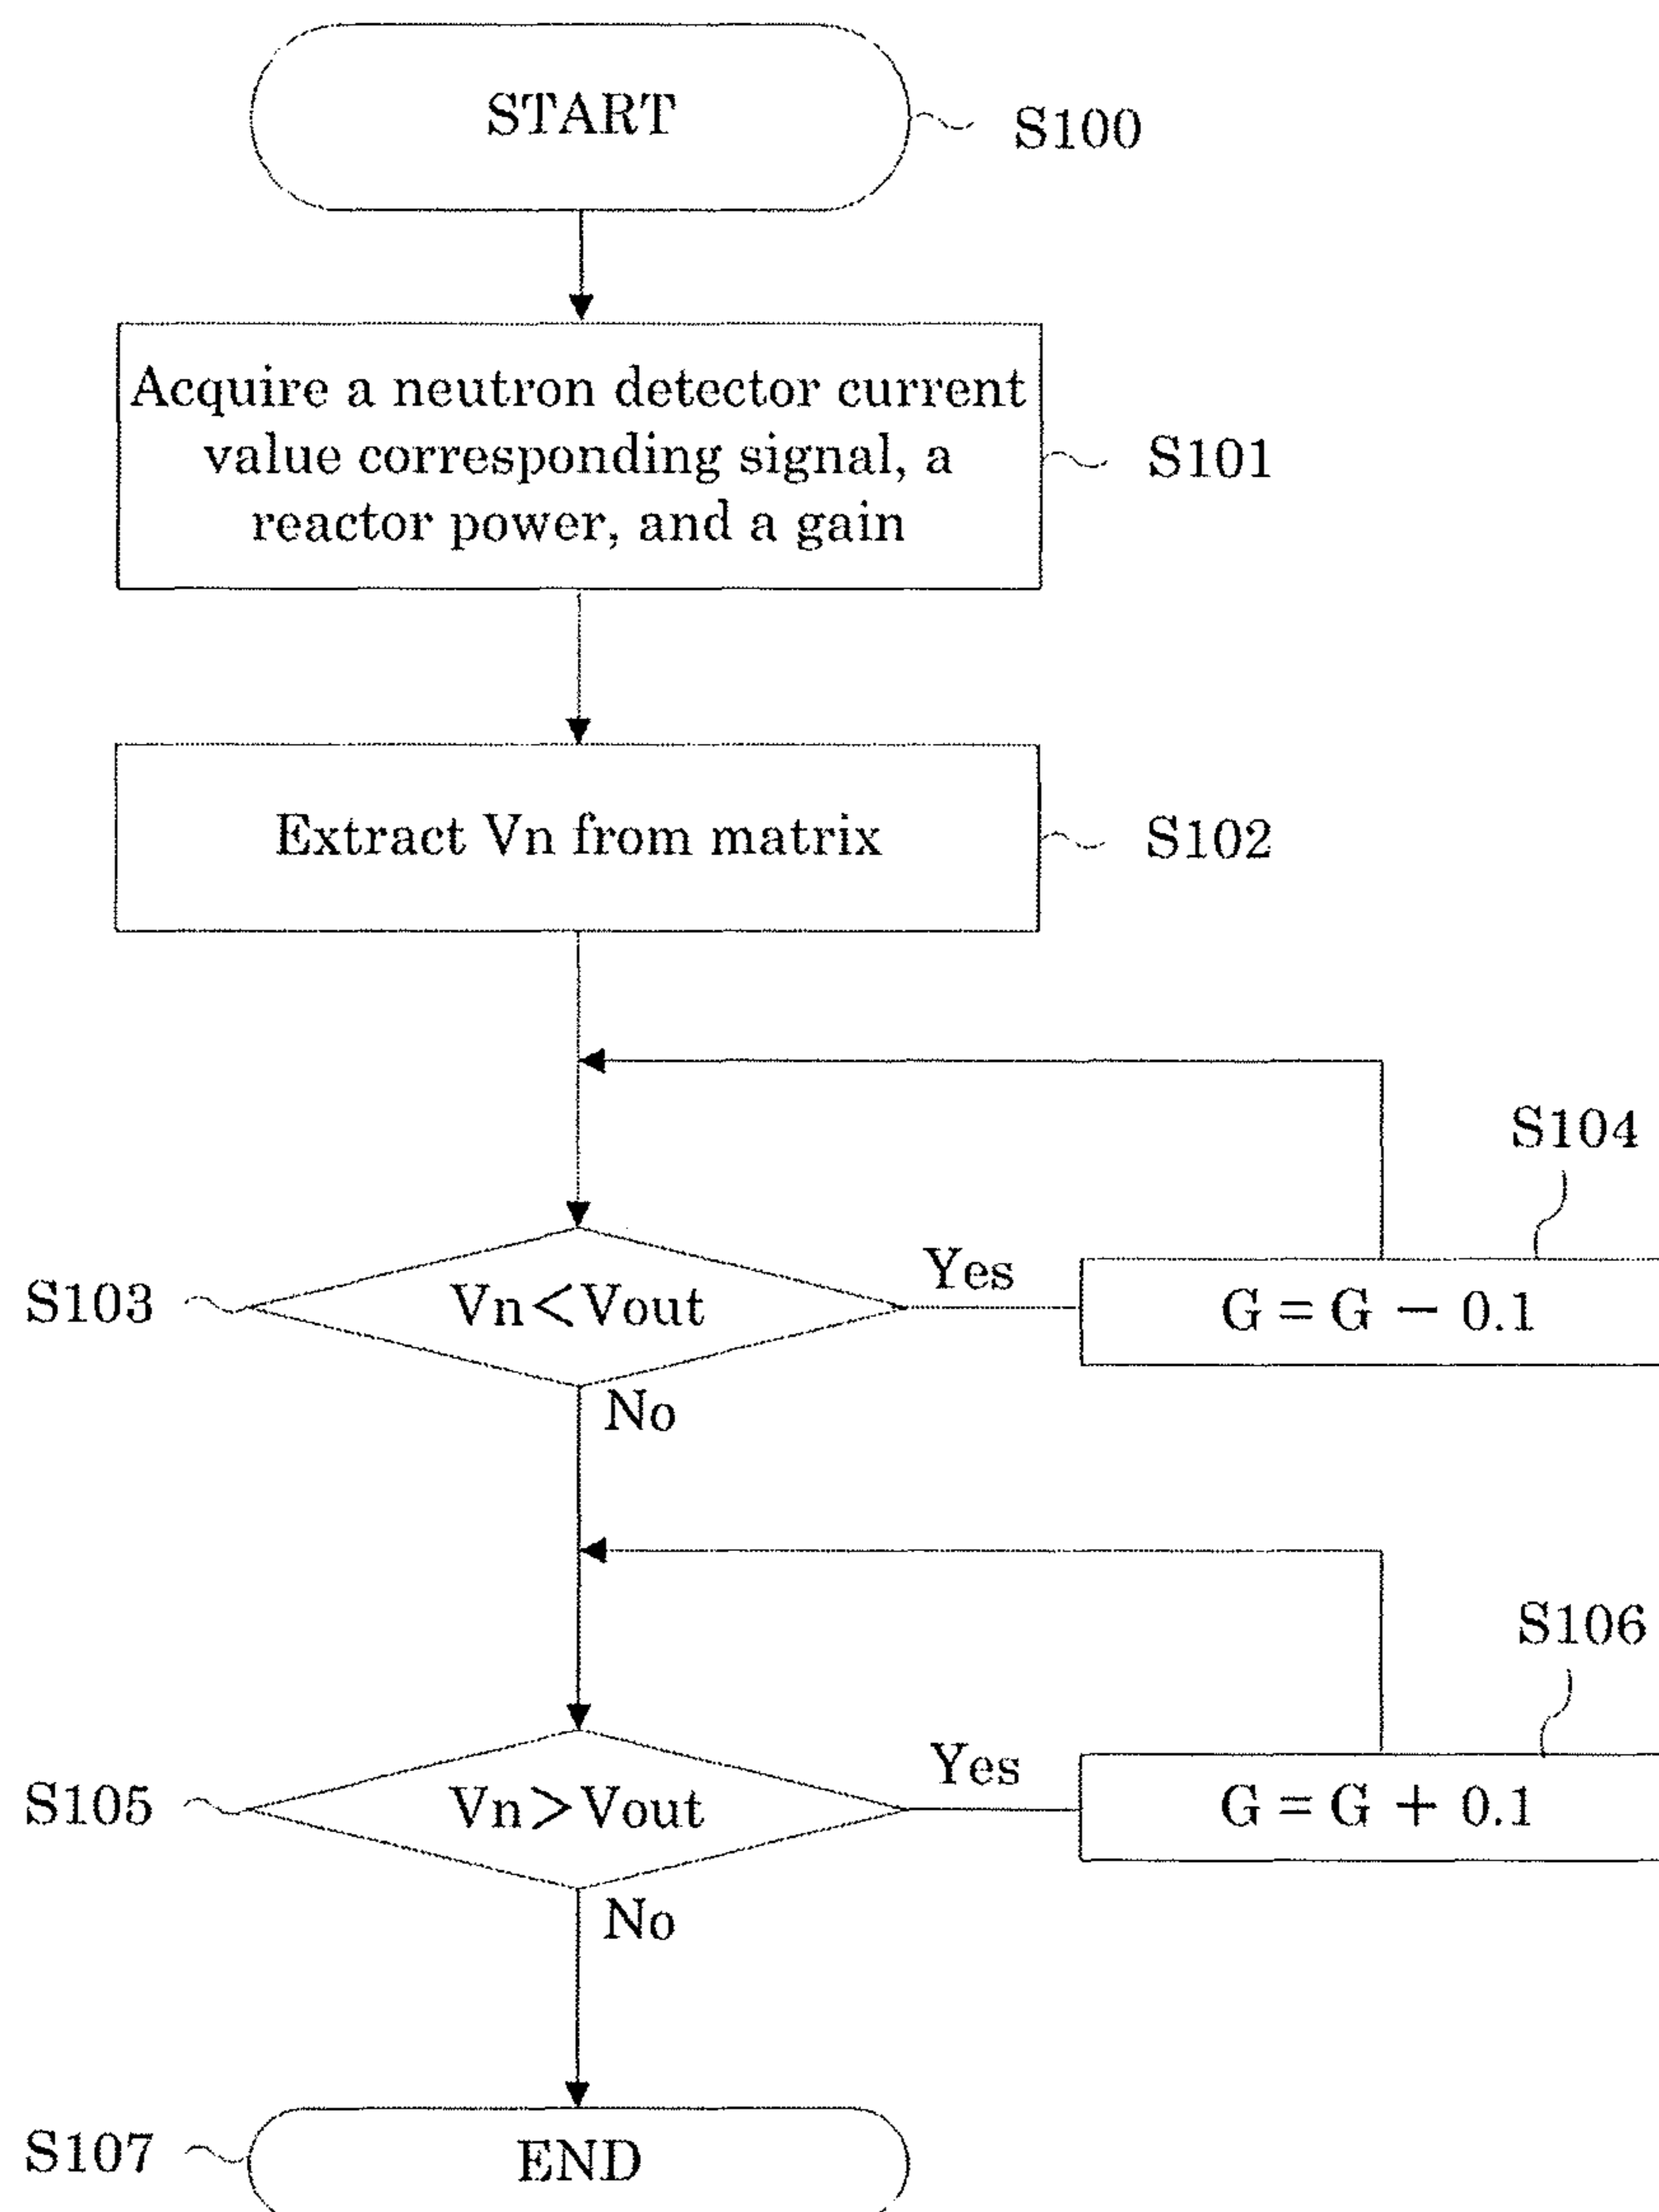 START
S100
Acquire a neutron detector current
value corresponding signal, a
reactor power, and a gain
S101
Extract Vn from matrix
S102
S104
S103
Vn<Vout
Yes
G = G − 0.1
No
S106
S105
Vn>Vout
Yes
G = G + 0.1
No
S107
END